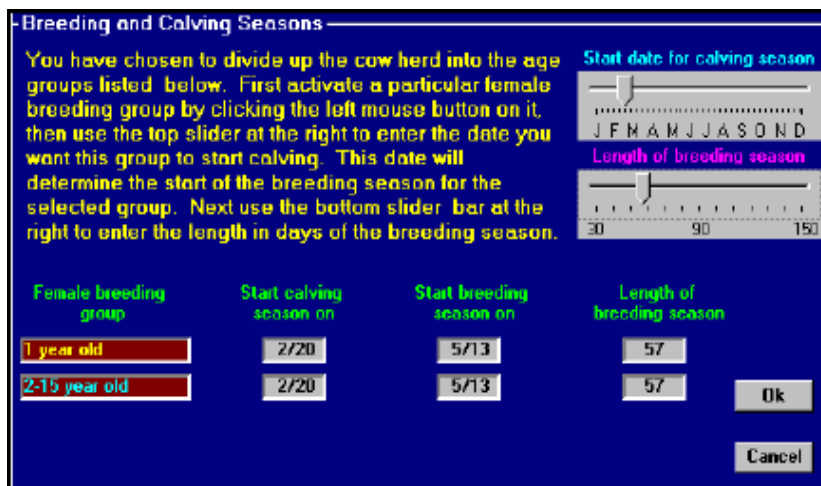 Breeding and Calving Seasons
You have chosen to divide up the cow herd into the age
groups listed below. First activate a particular female
breeding group by clicking the left mouse button on it,
then use the top slider at the right to enter the date you
want this group to start calving. This date will
determine the start of the breeding season for the
selected group. Next use the bottom slider bar at the
right to enter the length in days of the breeding season.
Start date for calving season
J F M A M J J A S O N D
Length of breeding season
30 90 150
Female breeding
group
Start calving
season on
Start breeding
season on
Length of
breeding season
1 year old 2/20 5/13 57
2-15 year old 2/20 5/13 57
Ok
Cancel